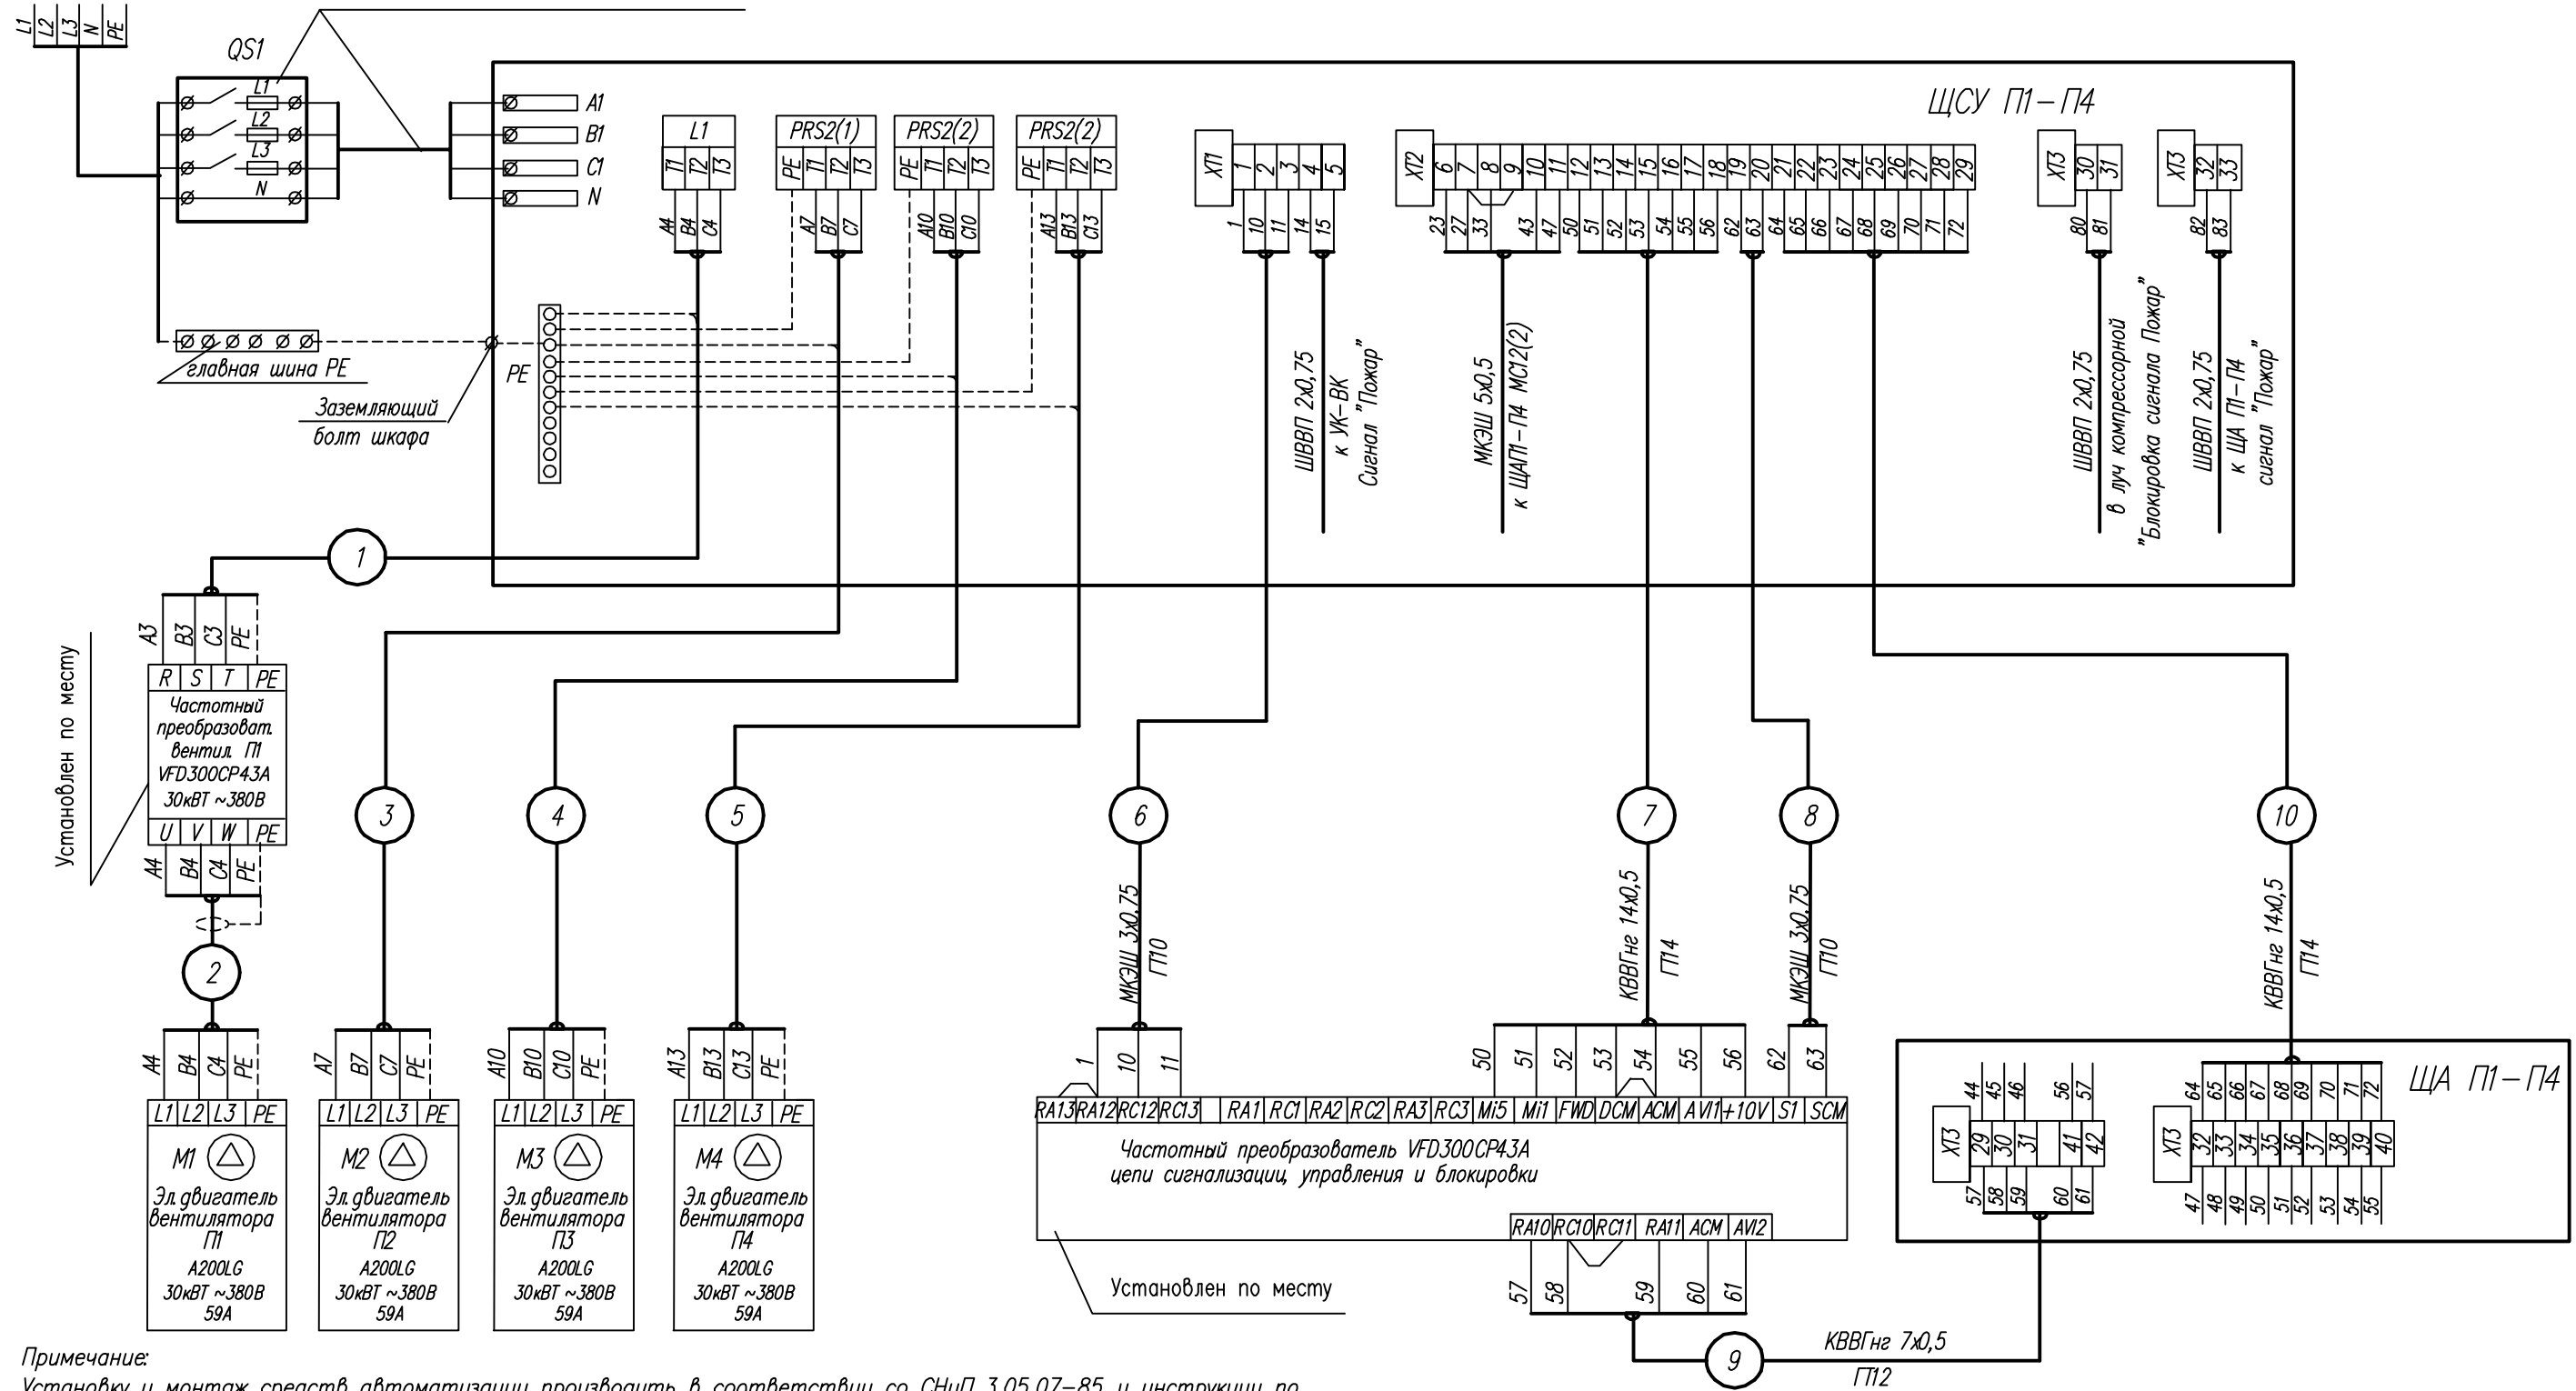 L1 L2 L3 N PE
QS1
L1
L2
L3
N
A1
B1
C1
N
ЩСУ П1-П4
L1
T1 T2 T3
A4 B4 C4
PRS2(1)
PE T1 T2 T3
A7 B7 C7
PRS2(2)
PE T1 T2 T3
A10 B10 C10
PRS2(2)
PE T1 T2 T3
A13 B13 C13
ХТ1 1 2 3 4 5
1 10 11 14 15
ХТ2 6 7 8 9 10 11 12 13 14 15 16 17 18 19 20 21 22 23 24 25 26 27 28 29
23 27 33 43 47 50 51 52 53 54 55 56 62 63 64 65 66 67 68 69 70 71 72
ХТ3 30 31
80 81
ХТ3 32 33
82 83
главная шина PE
Заземляющий
болт шкафа
PE
ШВВП 2х0,75
к УК-ВК
Сигнал "Пожар"
МКЭШ 5х0,5
к ЩАП1-П4 МС12(2)
ШВВП 2х0,75
в луч компрессорной
"Блокировка сигнала Пожар"
ШВВП 2х0,75
к ЩА П1-П4
сигнал "Пожар"
1
A3 B3 C3 PE
R S T PE
Частотный
преобразоват.
вентил. П1
VFD300CP43A
30кВТ ~380В
U V W PE
A4 B4 C4 PE
Установлен по месту
2
3
4
5
6
7
8
10
МКЭШ 3х0,75
ГП10
КВВГнг 14х0,5
ГП14
МКЭШ 3х0,75
ГП10
КВВГнг 14х0,5
ГП14
A4 B4 C4 PE
L1 L2 L3 PE
M1
Эл.двигатель
вентилятора
П1
A200LG
30кВТ ~380В
59А
A7 B7 C7 PE
L1 L2 L3 PE
M2
Эл.двигатель
вентилятора
П2
A200LG
30кВТ ~380В
59А
A10 B10 C10 PE
L1 L2 L3 PE
M3
Эл.двигатель
вентилятора
П3
A200LG
30кВТ ~380В
59А
A13 B13 C13 PE
L1 L2 L3 PE
M4
Эл.двигатель
вентилятора
П4
A200LG
30кВТ ~380В
59А
1 10 11 50 51 52 53 54 55 56 62 63
RA13 RA12 RC12 RC13 RA1 RC1 RA2 RC2 RA3 RC3 Mi5 Mi1 FWD DCM ACM AVI1 +10V S1 SCM
Частотный преобразователь VFD300CP43A
цепи сигнализации, управления и блокировки
RA10 RC10 RC11 RA11 ACM AVI2
57 58 59 60 61
Установлен по месту
ЩА П1-П4
44 45 46 56 57
ХТ3 29 30 31 41 42
57 58 59 60 61
64 65 66 67 68 69 70 71 72
ХТ3 32 33 34 35 36 37 38 39 40
47 48 49 50 51 52 53 54 55
9
КВВГнг 7х0,5
ГП12
Примечание:
Установку и монтаж средств автоматизации производить в соответствии со СНиП 3.05.07-85 и инструкции по